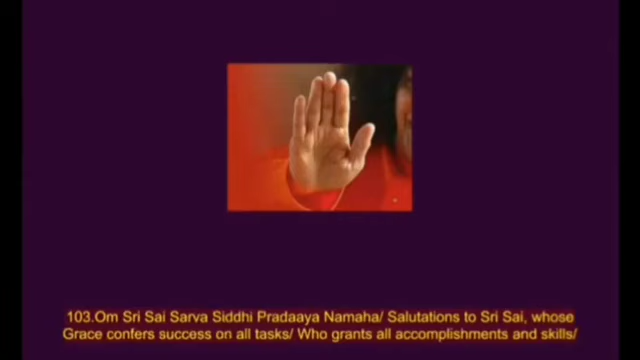 103.Om Sri Sai Sarva Siddhi Pradaaya Namaha/ Salutations to Sri Sai, whose
Grace confers success on all tasks/ Who grants all accomplishments and skills/